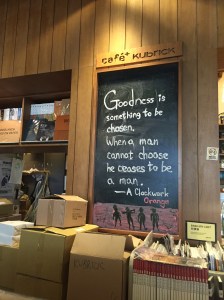 café+ KUBRICK
Goodness is
something to be
chosen.
When a man
cannot choose
he ceases to be
a man.
— A Clockwork
Orange